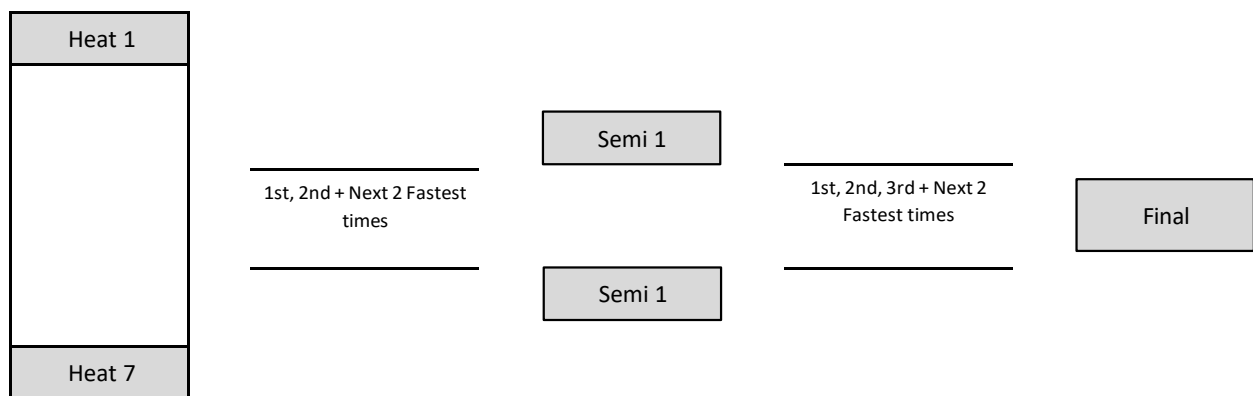 Heat 1
Heat 7
1st, 2nd + Next 2 Fastest
times
Semi 1
Semi 1
1st, 2nd, 3rd + Next 2
Fastest times
Final